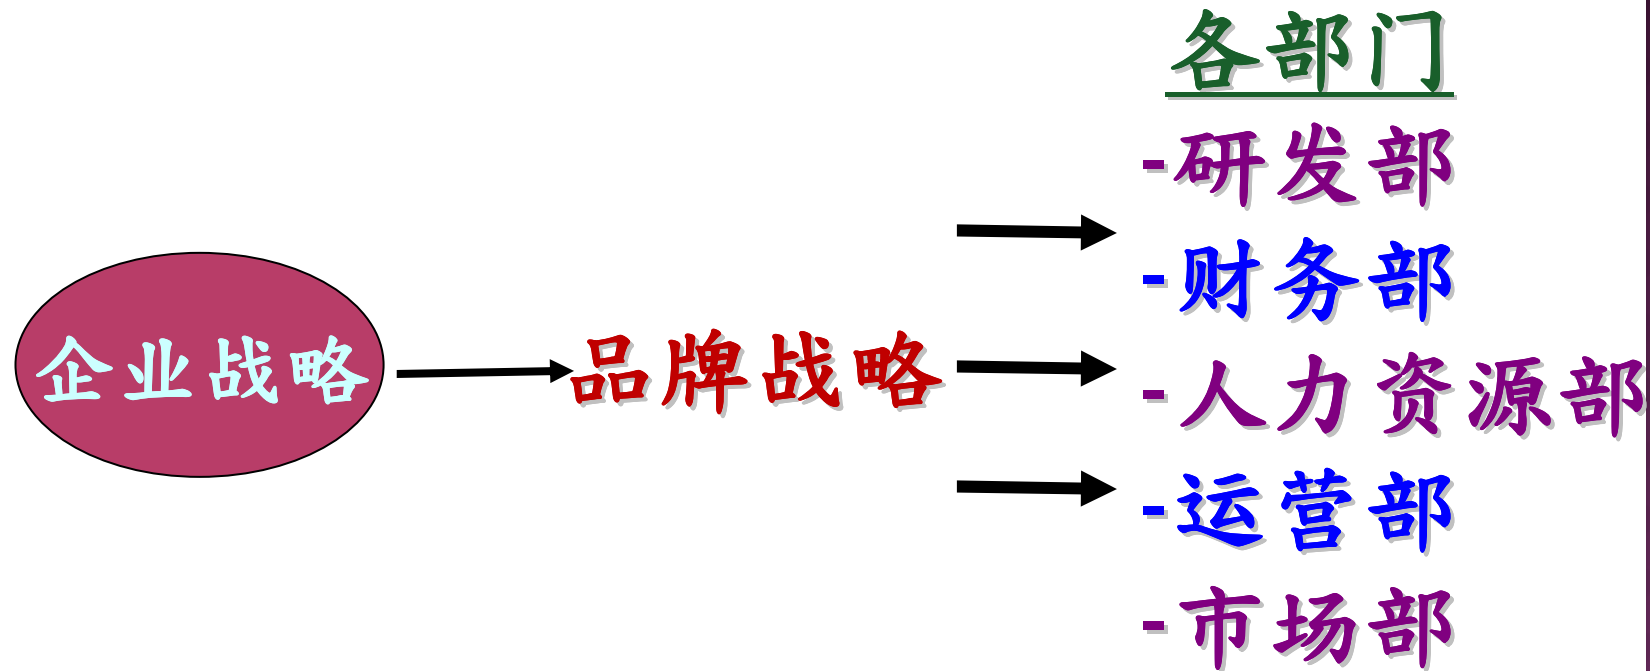 企业战略
品牌战略
各部门
-研发部
-财务部
-人力资源部
-运营部
-市场部